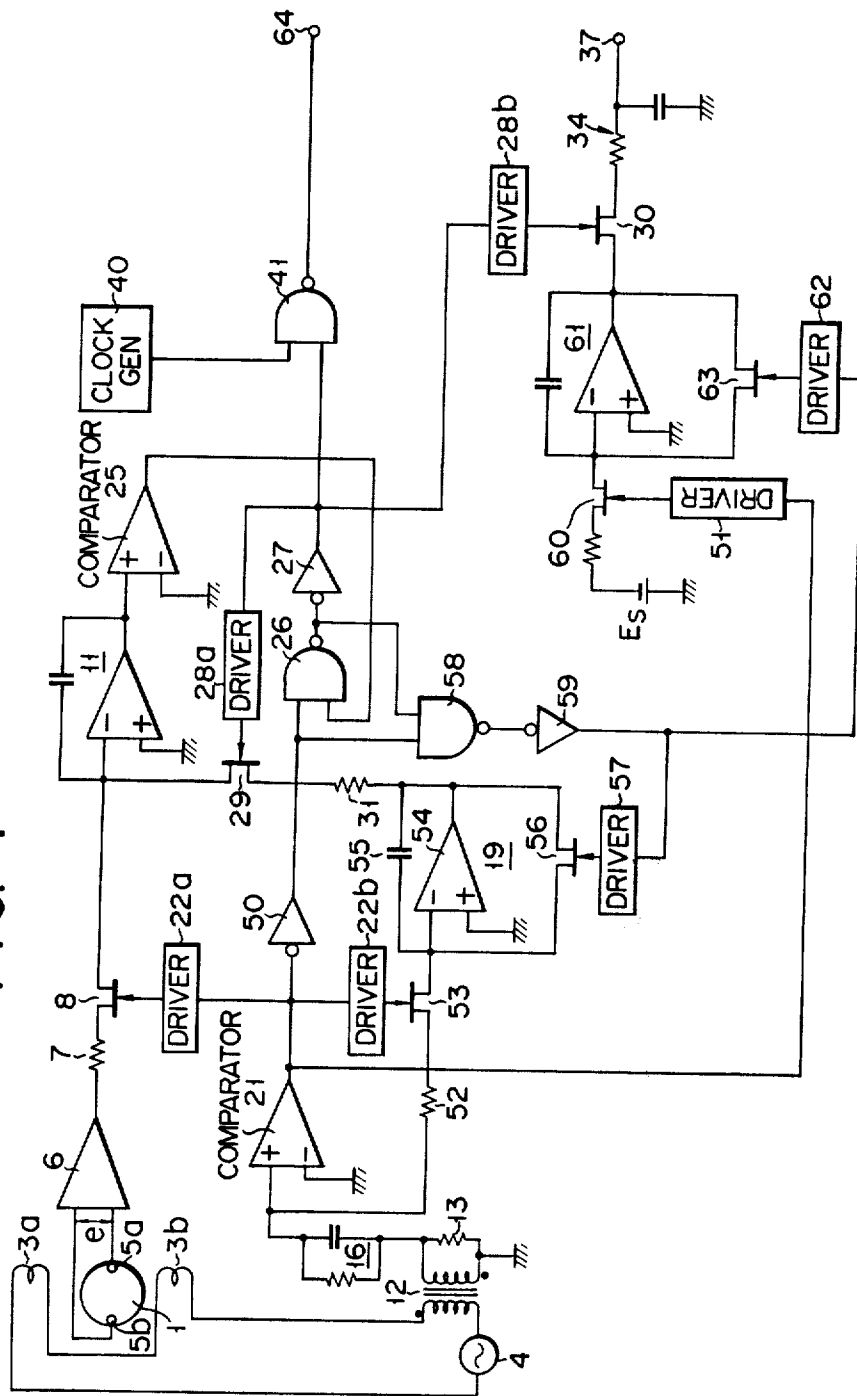 64
40
CLOCK
GEN
41
COMPARATOR
25
+
−
11
−
+
27
26
28a
DRIVER
29
58
59
28b
DRIVER
34
37
30
61
−
+
63
62
DRIVER
60
DRIVER
51
Es
31
55
54
−
+
19
56
57
DRIVER
22a
DRIVER
8
7
6
50
22b
DRIVER
53
52
COMPARATOR
21
+
−
3a
e
5a
3b
5b
1
16
13
12
4